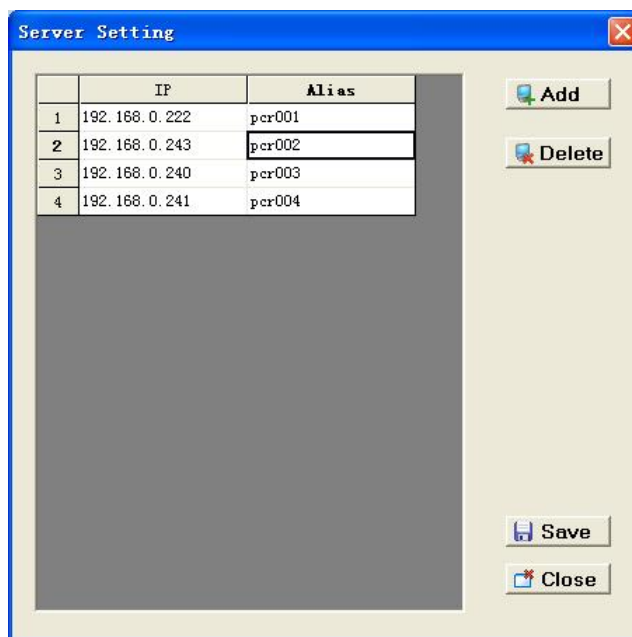 Server Setting
IP Alias
1 192.168.0.222 pcr001
2 192.168.0.243 pcr002
3 192.168.0.240 pcr003
4 192.168.0.241 pcr004
Add
Delete
Save
Close